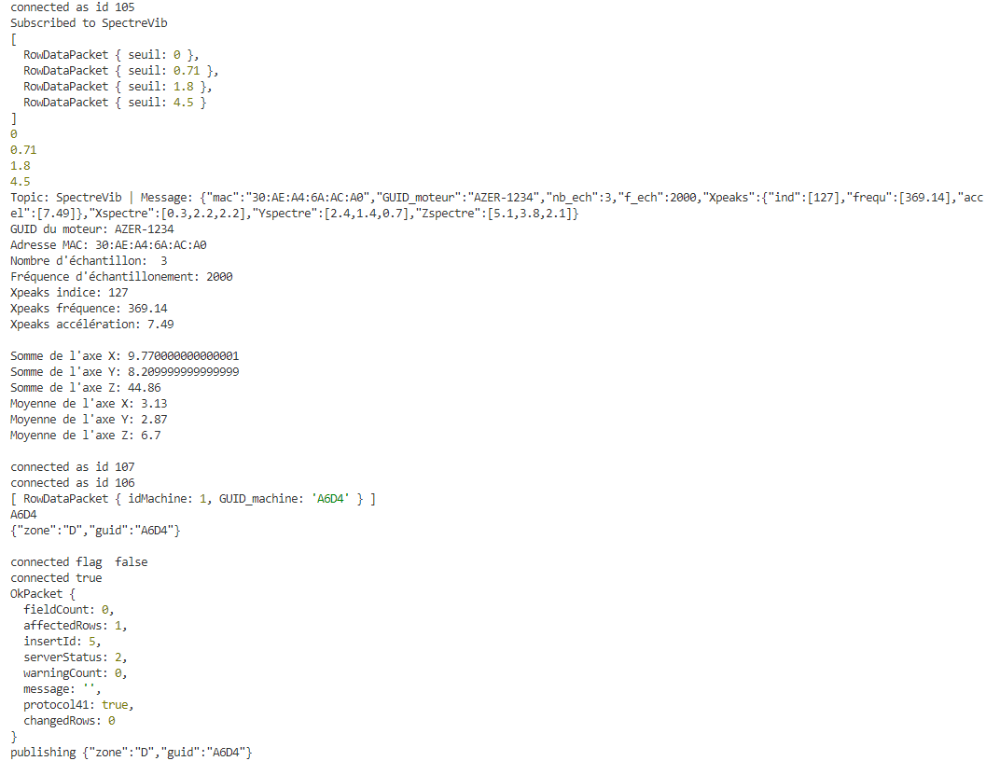 connected as id 105
Subscribed to SpectreVib
[
  RowDataPacket { seuil: 0 },
  RowDataPacket { seuil: 0.71 },
  RowDataPacket { seuil: 1.8 },
  RowDataPacket { seuil: 4.5 }
]
0
0.71
1.8
4.5
Topic: SpectreVib | Message: {"mac":"30:AE:A4:6A:AC:A0","GUID_moteur":"AZER-1234","nb_ech":3,"f_ech":2000,"Xpeaks":{"ind":[127],"frequ":[369.14],"acc
el":[7.49]},"Xspectre":[0.3,2.2,2.2],"Yspectre":[2.4,1.4,0.7],"Zspectre":[5.1,3.8,2.1]}
GUID du moteur: AZER-1234
Adresse MAC: 30:AE:A4:6A:AC:A0
Nombre d'échantillon:  3
Fréquence d'échantillonement: 2000
Xpeaks indice: 127
Xpeaks fréquence: 369.14
Xpeaks accélération: 7.49

Somme de l'axe X: 9.770000000000001
Somme de l'axe Y: 8.209999999999999
Somme de l'axe Z: 44.86
Moyenne de l'axe X: 3.13
Moyenne de l'axe Y: 2.87
Moyenne de l'axe Z: 6.7

connected as id 107
connected as id 106
[ RowDataPacket { idMachine: 1, GUID_machine: 'A6D4' } ]
A6D4
{"zone":"D","guid":"A6D4"}

connected flag  false
connected true
OkPacket {
  fieldCount: 0,
  affectedRows: 1,
  insertId: 5,
  serverStatus: 2,
  warningCount: 0,
  message: '',
  protocol41: true,
  changedRows: 0
}
publishing {"zone":"D","guid":"A6D4"}